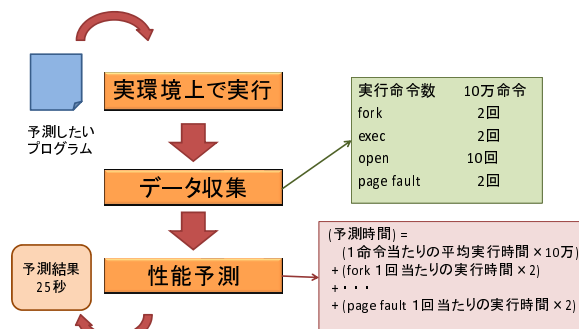 実環境上で実行
予測したい
プログラム
実行命令数 10万命令
fork 2回
exec 2回
open 10回
page fault 2回
データ収集
(予測時間) =
(1命令当たりの平均実行時間×10万)
+ (fork 1回当たりの実行時間×2)
+・・・
+ (page fault 1回当たりの実行時間×2)
性能予測
予測結果
25秒